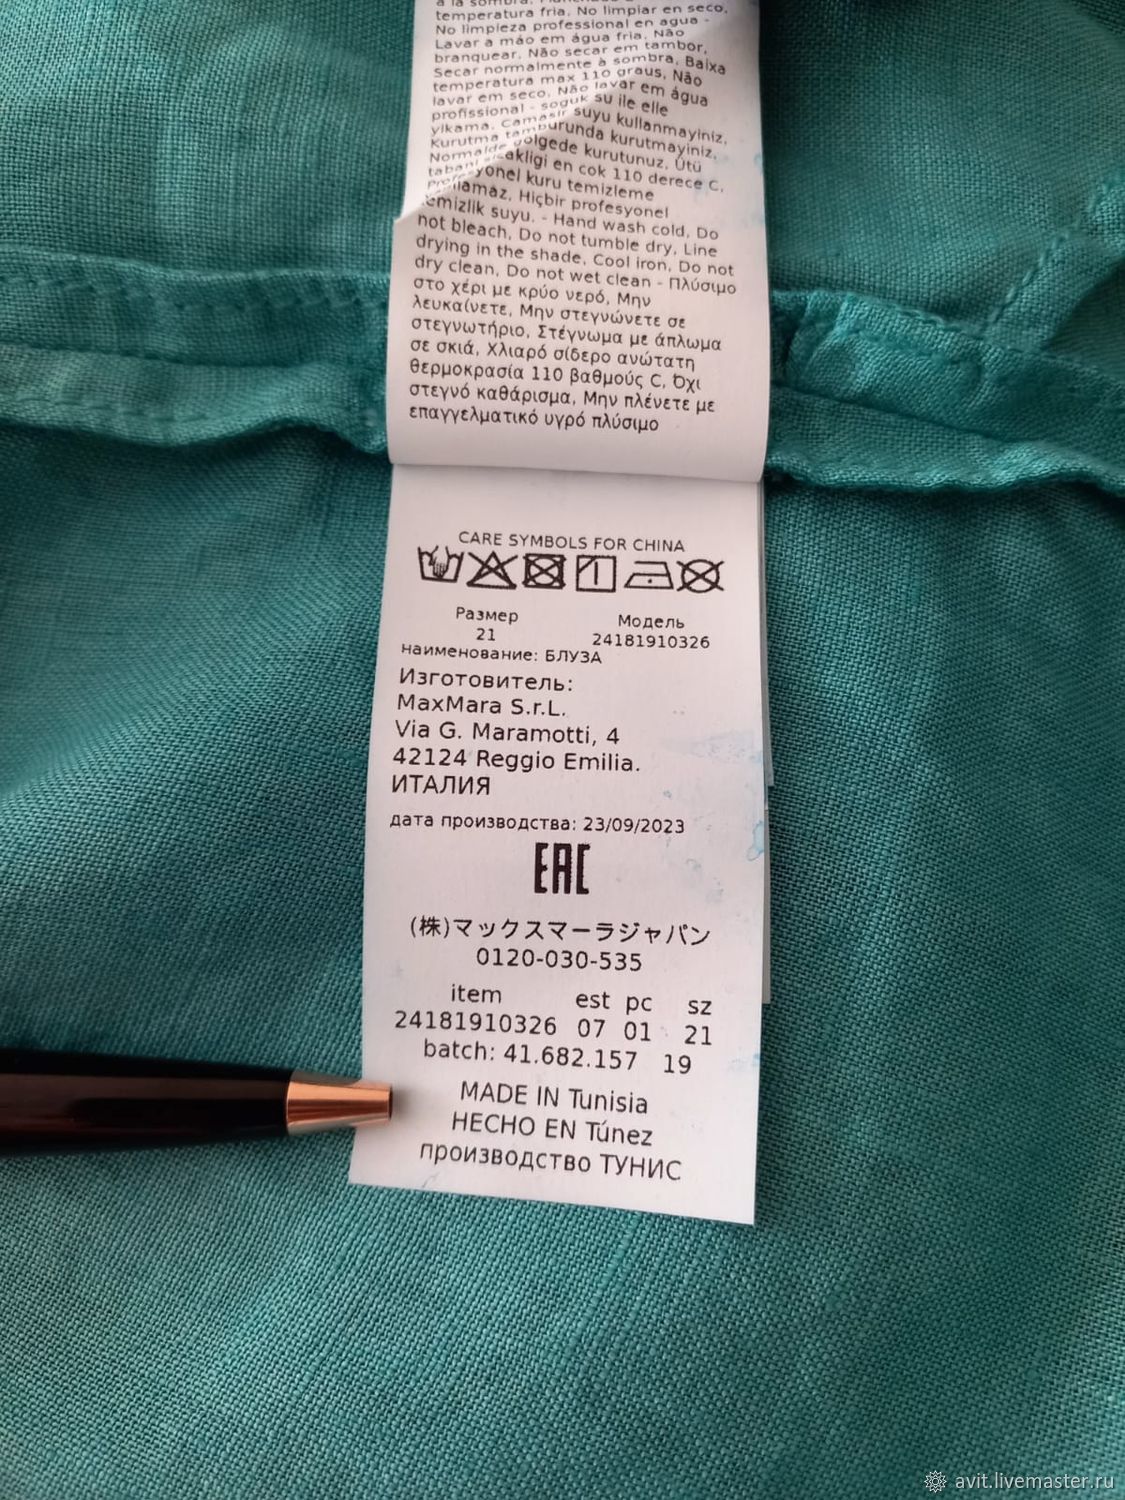 a la sombra,
temperatura fria, No limpiar en seco,
No limpieza professional en agua -
Lavar a máo em água fria, Não
branquear, Não secar em tambor,
Secar normalmente à sombra, Baixa
temperatura max 110 graus, Não
lavar em seco, Não lavar em água
profissional - soguk su ile elle
yikama, Camasir suyu kullanmayiniz,
Kurutma tamburunda kurutmayiniz,
Normalde gölgede kurutunuz, Ütü
en cok 110 derece C,
kuru temizleme
Hiçbir profesyonel
su yu. - Hand wash cold, Do
not bleach, Do not tumble dry, Line
drying in the shade, Cool iron, Do not
dry clean, Do not wet clean - Πλύσιμο
στο χέρι με κρύο νερό, Μην
λευκαίνετε, Μην στεγνώνετε σε
στεγνωτήριο, Στέγνωμα με άπλωμα
σε σκιά, Χλιαρό σίδερο ανώτατη
θερμοκρασία 110 βαθμούς C, Όχι
στεγνό καθάρισμα, Μην πλένετε με
επαγγελματικό υγρό πλύσιμο
CARE SYMBOLS FOR CHINA
Размер Модель
21 24181910326
наименование: БЛУЗА
Изготовитель:
MaxMara S.r.L.
Via G. Maramotti, 4
42124 Reggio Emilia.
ИТАЛИЯ
дата производства: 23/09/2023
EAC
(株)マックスマーラジャパン
0120-030-535
item est pc sz
24181910326 07 01 21
batch: 41.682.157 19
MADE IN Tunisia
HECHO EN Túnez
производство ТУНИС
avit.livemaster.ru